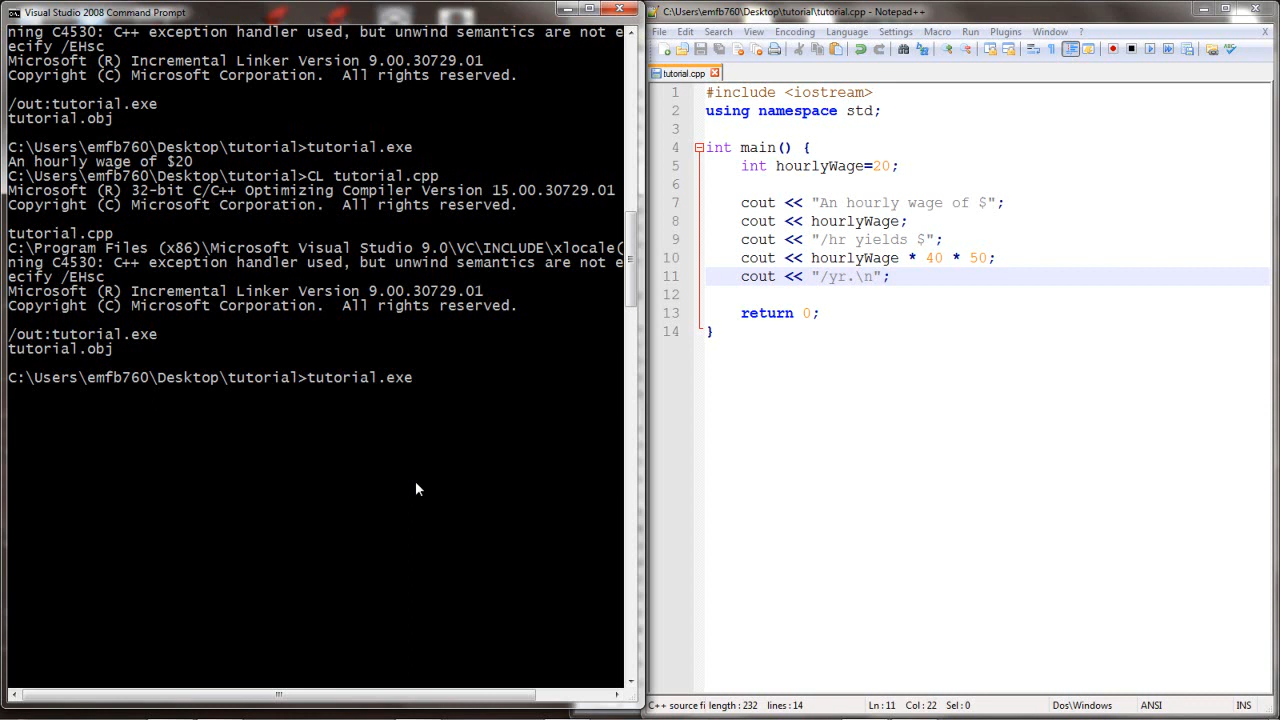 Visual Studio 2008 Command Prompt
ning C4530: C++ exception handler used, but unwind semantics are not e
ecify /EHsc
Microsoft (R) Incremental Linker Version 9.00.30729.01
Copyright (C) Microsoft Corporation.  All rights reserved.
/out:tutorial.exe
tutorial.obj
C:\Users\emfb760\Desktop\tutorial>tutorial.exe
An hourly wage of $20
C:\Users\emfb760\Desktop\tutorial>CL tutorial.cpp
Microsoft (R) 32-bit C/C++ Optimizing Compiler Version 15.00.30729.01
Copyright (C) Microsoft Corporation.  All rights reserved.
tutorial.cpp
C:\Program Files (x86)\Microsoft Visual Studio 9.0\VC\INCLUDE\xlocale(
ning C4530: C++ exception handler used, but unwind semantics are not e
ecify /EHsc
Microsoft (R) Incremental Linker Version 9.00.30729.01
Copyright (C) Microsoft Corporation.  All rights reserved.
/out:tutorial.exe
tutorial.obj
C:\Users\emfb760\Desktop\tutorial>tutorial.exe
C:\Users\emfb760\Desktop\tutorial\tutorial.cpp - Notepad++
File Edit Search View Encoding Language Settings Macro Run Plugins Window ? X
tutorial.cpp
1 #include <iostream>
2 using namespace std;
3
4 int main() {
5 int hourlyWage=20;
6
7 cout << "An hourly wage of $";
8 cout << hourlyWage;
9 cout << "/hr yields $";
10 cout << hourlyWage * 40 * 50;
11 cout << "/yr.\n";
12
13 return 0;
14 }
C++ source fi length : 232 lines : 14 Ln : 11 Col : 22 Sel : 0 Dos\Windows ANSI INS